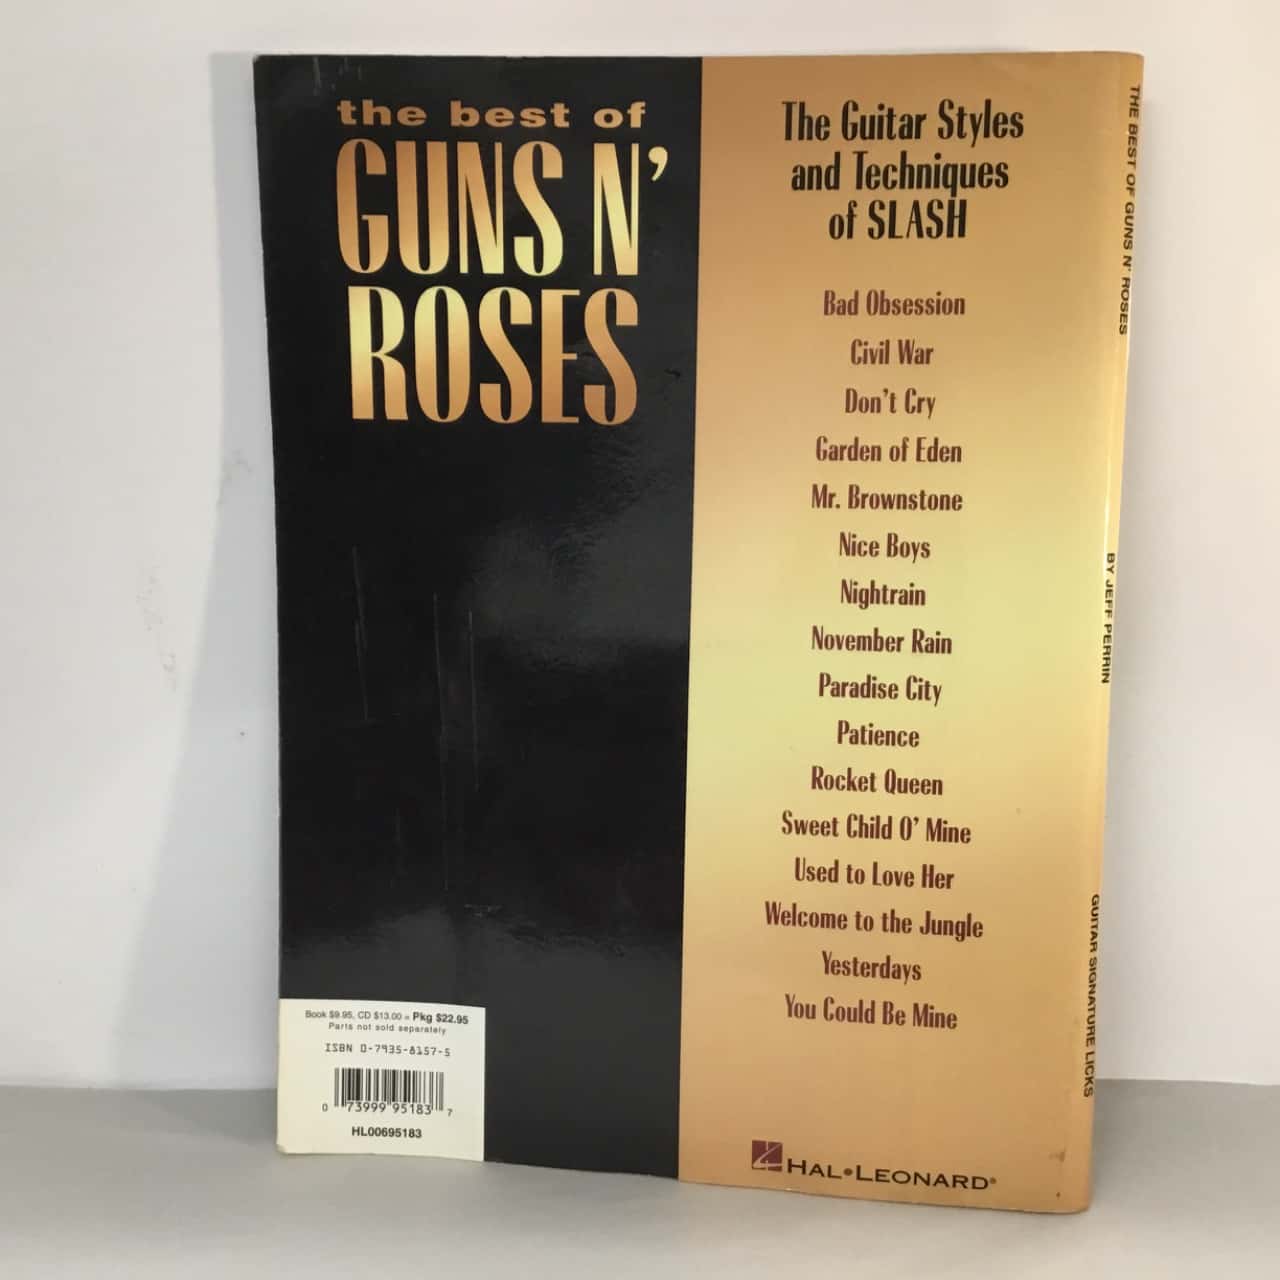 the best of
GUNS N'
ROSES
The Guitar Styles
and Techniques
of SLASH
Bad Obsession
Civil War
Don't Cry
Garden of Eden
Mr. Brownstone
Nice Boys
Nightrain
November Rain
Paradise City
Patience
Rocket Queen
Sweet Child O' Mine
Used to Love Her
Welcome to the Jungle
Yesterdays
You Could Be Mine
Book $9.95, CD $13.00 = Pkg $22.95
Parts not sold separately
ISBN 0-7935-8157-5
0 73999 95183 7
HL00695183
HAL•LEONARD®
THE BEST OF GUNS N' ROSES
BY JEFF PERRIN
GUITAR SIGNATURE LICKS